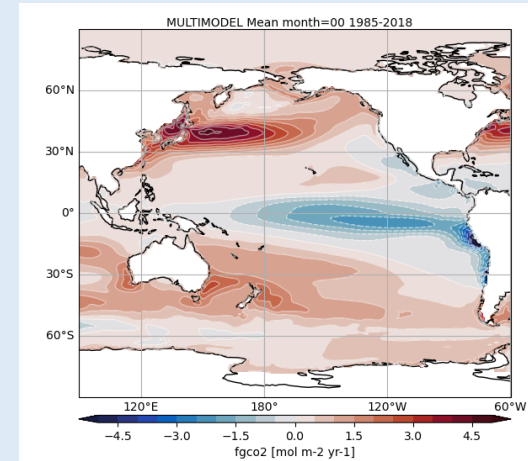 MULTIMODEL Mean month=00 1985-2018
60°N
30°N
0°
30°S
60°S
120°E 180° 120°W 60°W
−4.5 −3.0 −1.5 0.0 1.5 3.0 4.5
fgco2 [mol m-2 yr-1]